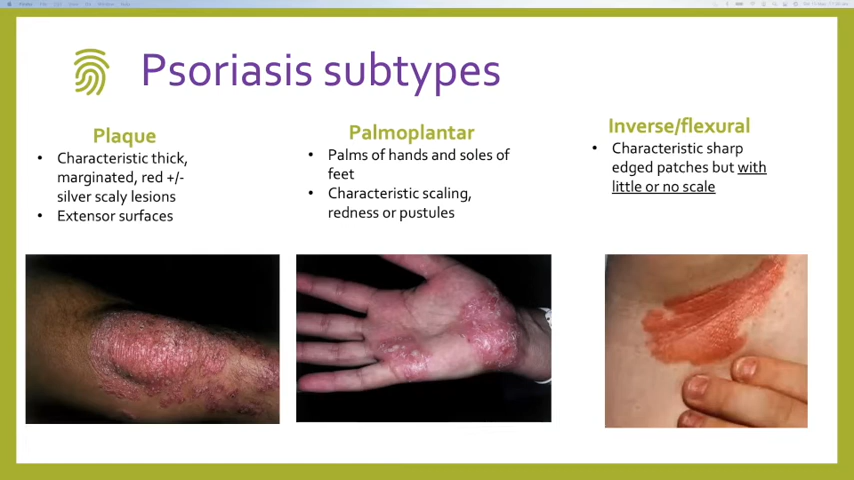 Psoriasis subtypes
Plaque
• Characteristic thick,
marginated, red +/-
silver scaly lesions
• Extensor surfaces
Palmoplantar
• Palms of hands and soles of
feet
• Characteristic scaling,
redness or pustules
Inverse/flexural
• Characteristic sharp
edged patches but with
little or no scale